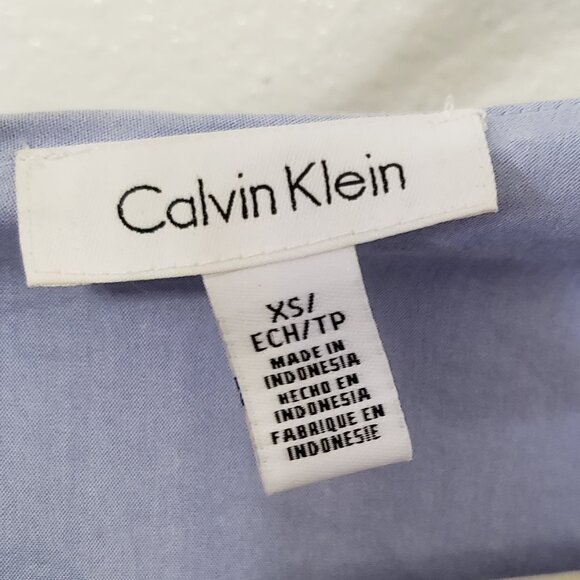 Calvin Klein
XS/
ECH/TP
MADE IN
INDONESIA
HECHO EN
INDONESIA
FABRIQUE EN
INDONESIE